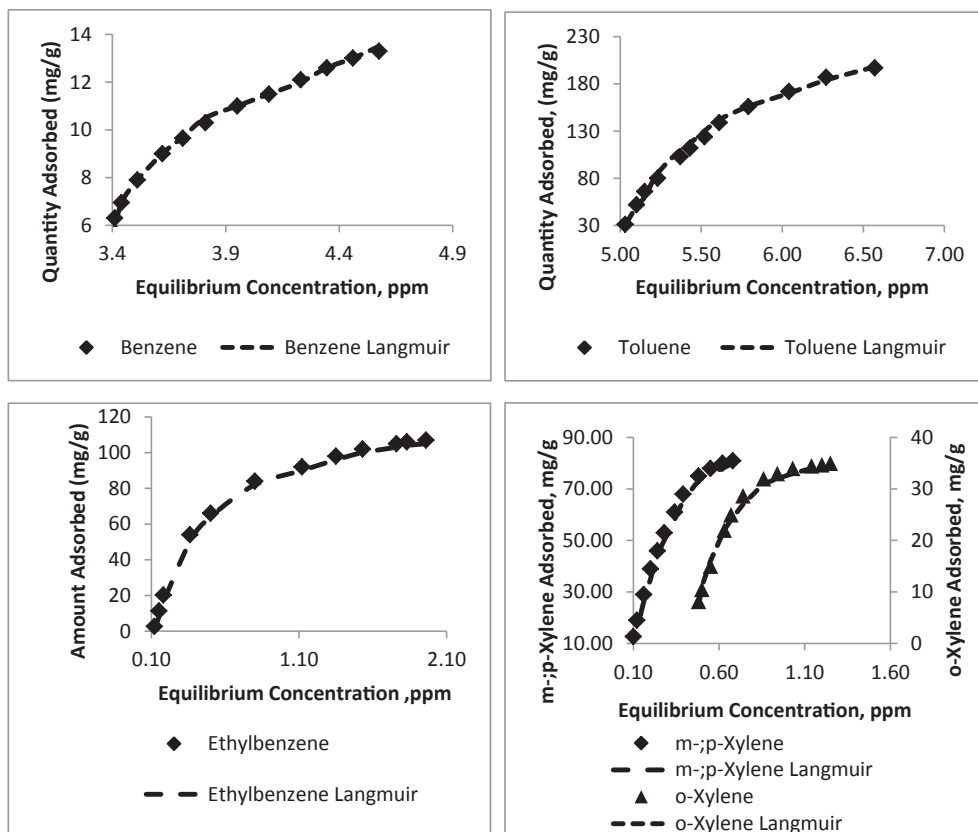 Quantity Adsorbed (mg/g)
14
12
10
8
6
3.4 3.9 4.4 4.9
Equilibrium Concentration, ppm
Benzene Benzene Langmuir
Quantity Adsorbed, (mg/g)
230
180
130
80
30
5.00 5.50 6.00 6.50 7.00
Equilibrium Concentration, ppm
Toluene Toluene Langmuir
Amount Adsorbed (mg/g)
120
100
80
60
40
20
0
0.10 1.10 2.10
Equilibrium Concentration ,ppm
Ethylbenzene
Ethylbenzene Langmuir
m-;p-Xylene Adsorbed, mg/g
90.00
70.00
50.00
30.00
10.00
40
30
20
10
0
o-Xylene Adsorbed, mg/g
0.10 0.60 1.10 1.60
Equilibrium Concentration, ppm
m-;p-Xylene
m-;p-Xylene Langmuir
o-Xylene
o-Xylene Langmuir